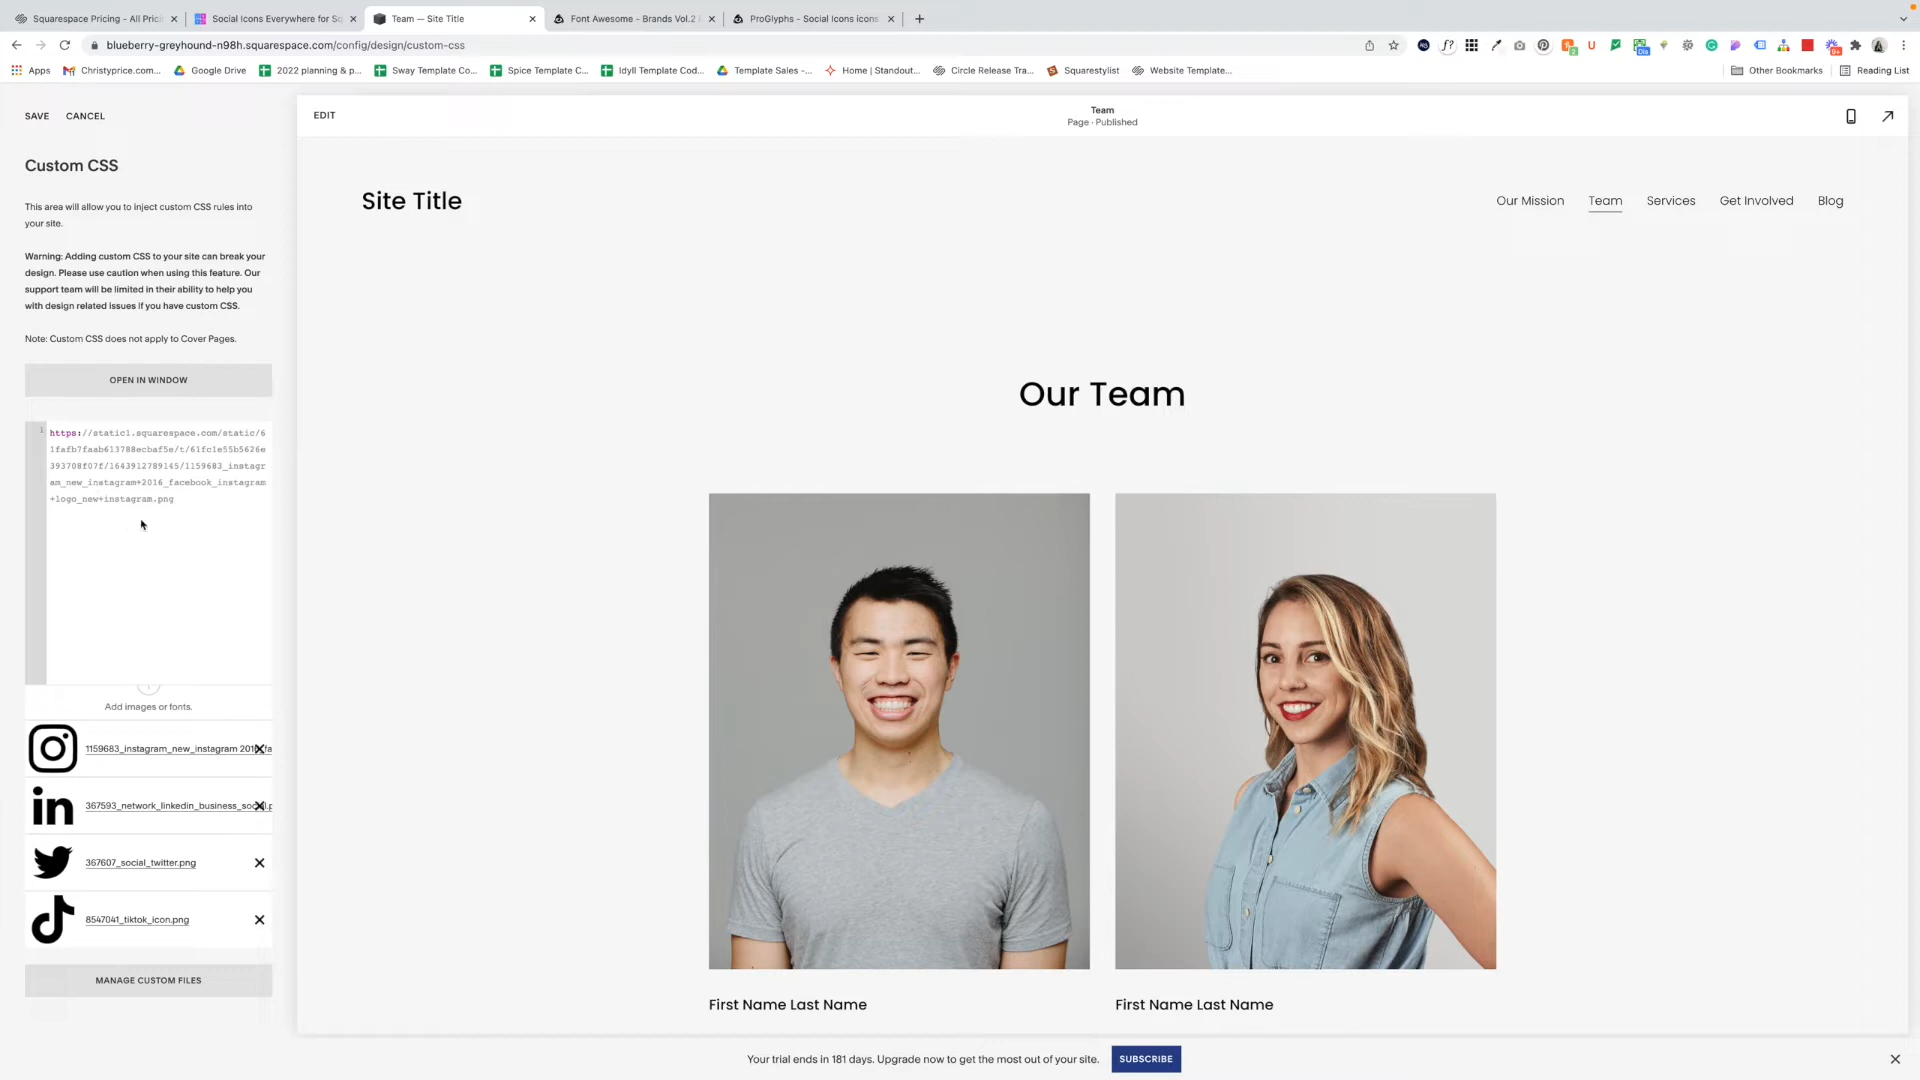 Squarespace Pricing – All Prici
Social Icons Everywhere for Sq
Team — Site Title
Font Awesome - Brands Vol.2
ProGlyphs - Social Icons icons
blueberry-greyhound-n98h.squarespace.com/config/design/custom-css
Apps
Christyprice.com...
Google Drive
2022 planning & p...
Sway Template Co...
Spice Template C...
Idyll Template Cod...
Template Sales -...
Home | Standout...
Circle Release Tra...
Squarestylist
Website Template...
Other Bookmarks
Reading List
SAVE
CANCEL
Custom CSS
This area will allow you to inject custom CSS rules into
your site.
Warning: Adding custom CSS to your site can break your
design. Please use caution when using this feature. Our
support team will be limited in their ability to help you
with design related issues if you have custom CSS.
Note: Custom CSS does not apply to Cover Pages.
OPEN IN WINDOW
1
https://static1.squarespace.com/static/6
1fafb7faab613788ecbaf5e/t/61fc1e55b5626e
393708f07f/1643912789145/1159683_instagr
am_new_instagram+2016_facebook_instagram
+logo_new+instagram.png
Add images or fonts.
1159683_instagram_new_instagram 2016_fa
367593_network_linkedin_business_social.p
367607_social_twitter.png
8547041_tiktok_icon.png
MANAGE CUSTOM FILES
EDIT
Team
Page · Published
Site Title
Our Mission
Team
Services
Get Involved
Blog
Our Team
First Name Last Name
First Name Last Name
Your trial ends in 181 days. Upgrade now to get the most out of your site.
SUBSCRIBE